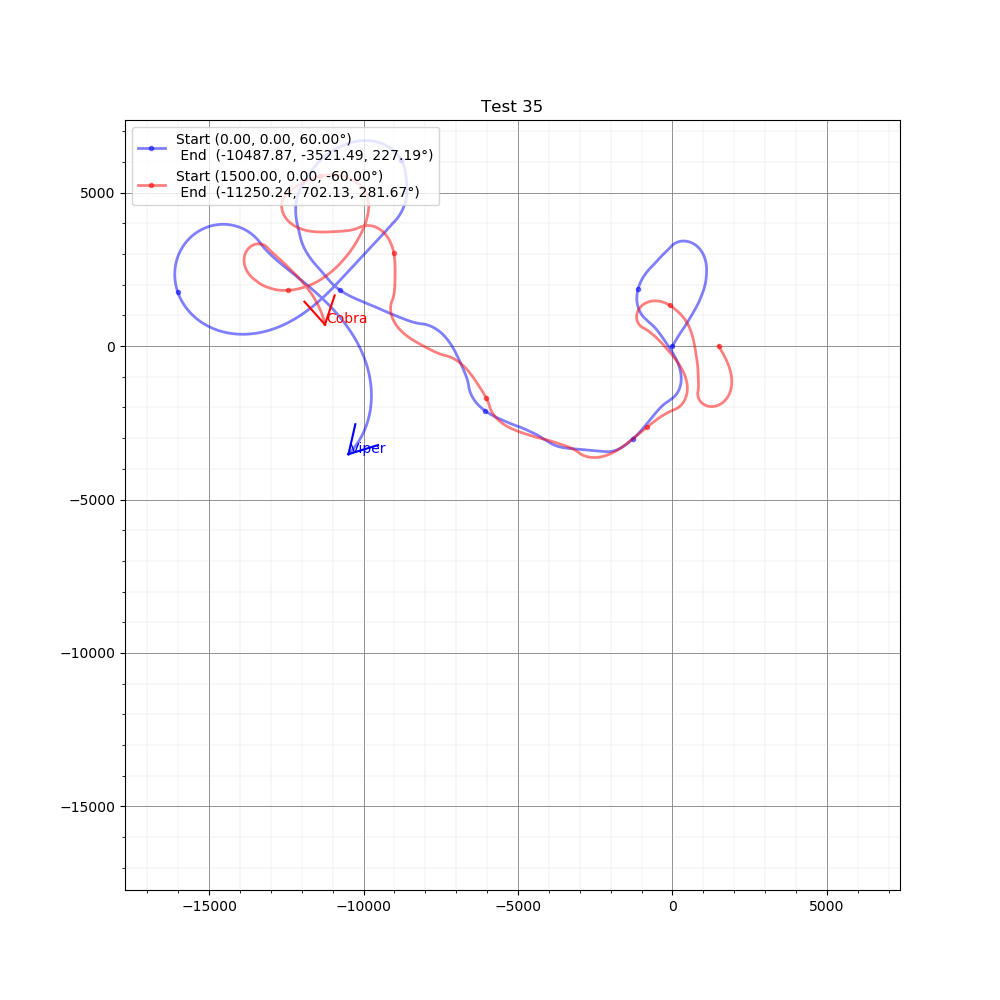 Test 35
Start (0.00, 0.00, 60.00°)
End  (-10487.87, -3521.49, 227.19°)
Start (1500.00, 0.00, -60.00°)
End  (-11250.24, 702.13, 281.67°)
5000
0
−5000
−10000
−15000
Cobra
Viper
−15000
−10000
−5000
0
5000